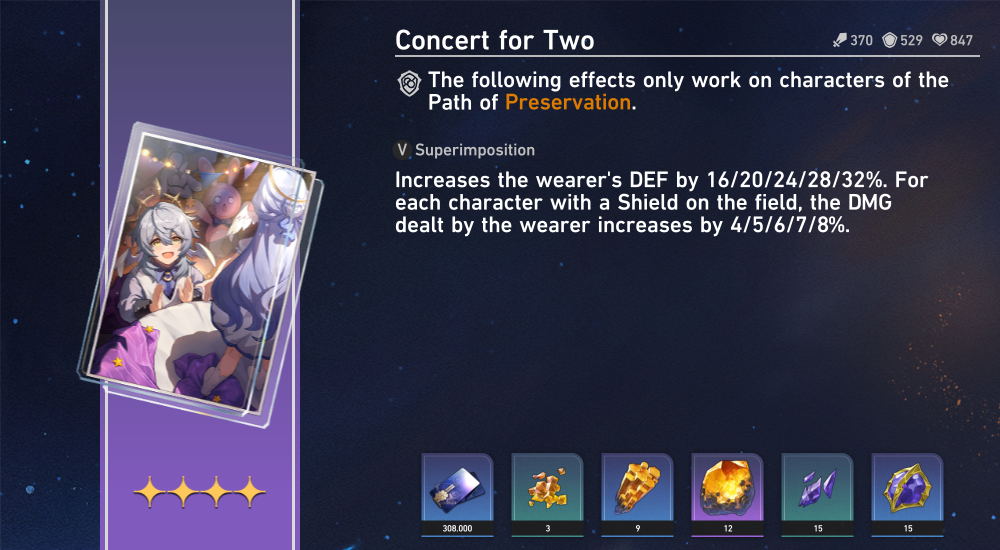 Concert for Two
370 529 847
The following effects only work on characters of the
Path of Preservation.
V Superimposition
Increases the wearer's DEF by 16/20/24/28/32%. For
each character with a Shield on the field, the DMG
dealt by the wearer increases by 4/5/6/7/8%.
308.000 3 9 12 15 15